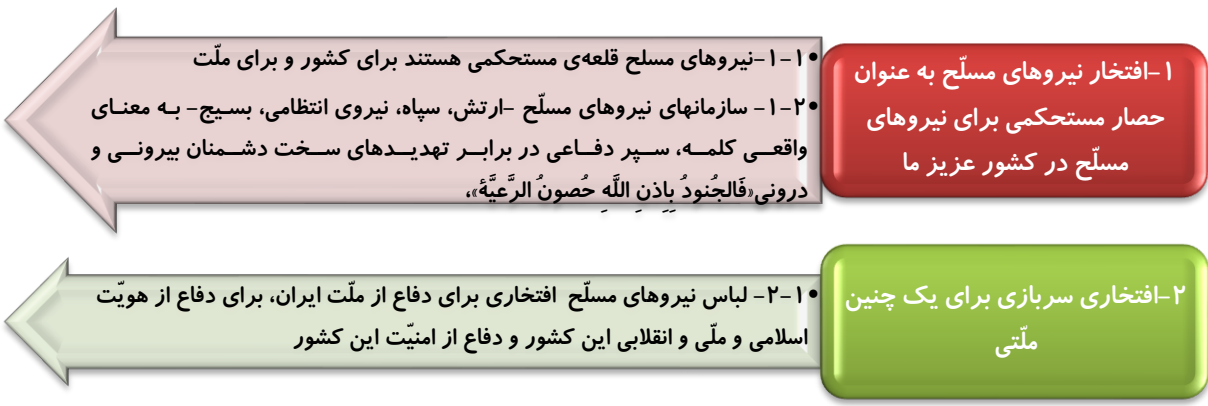 ۱-افتخار نیروهای مسلّح به عنوان
حصار مستحکمی برای نیروهای
مسلّح در کشور عزیز ما
•۱-۱-نیروهای مسلح قلعه‌ی مستحکمی هستند برای کشور و برای ملّت
•۱-۲- سازمانهای نیروهای مسلّح -ارتش، سپاه، نیروی انتظامی، بسیج- به معنای
واقعی کلمه، سپر دفاعی در برابر تهدیدهای سخت دشمنان بیرونی و
درونی«فَالجُنودُ بِاِذنِ اللَّهِ حُصونُ الرَّعِیَّة»،
۲-افتخاری سربازی برای یک چنین
ملّتی
•۲-۱- لباس نیروهای مسلّح افتخاری برای دفاع از ملّت ایران، برای دفاع از هویّت
اسلامی و ملّی و انقلابی این کشور و دفاع از امنیّت این کشور